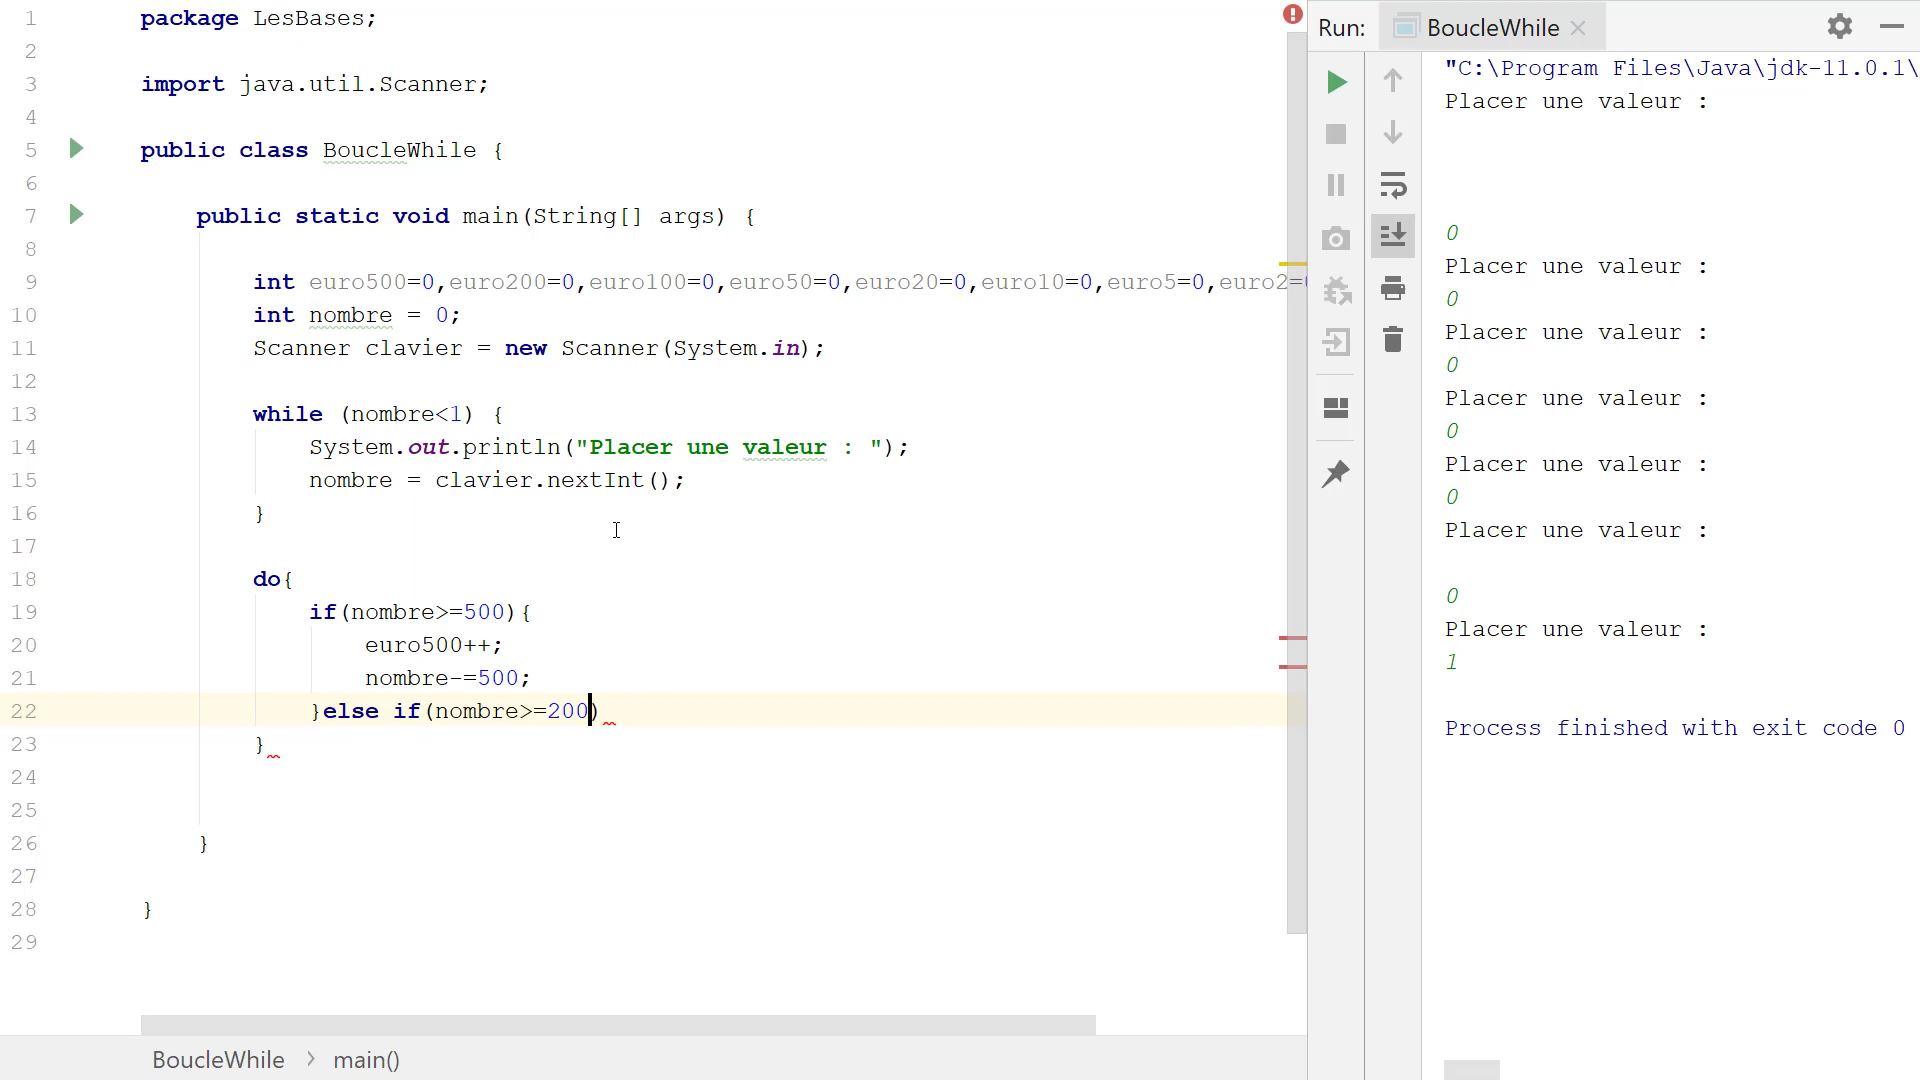 1 package LesBases;
2
3 import java.util.Scanner;
4
5 public class BoucleWhile {
6
7 public static void main(String[] args) {
8
9 int euro500=0,euro200=0,euro100=0,euro50=0,euro20=0,euro10=0,euro5=0,euro2=
10 int nombre = 0;
11 Scanner clavier = new Scanner(System.in);
12
13 while (nombre<1) {
14 System.out.println("Placer une valeur : ");
15 nombre = clavier.nextInt();
16 }
17
18 do{
19 if(nombre>=500){
20 euro500++;
21 nombre-=500;
22 }else if(nombre>=200)
23 }
24
25
26 }
27
28 }
29
BoucleWhile > main()
Run: BoucleWhile
"C:\Program Files\Java\jdk-11.0.1\
Placer une valeur :
0
Placer une valeur :
0
Placer une valeur :
0
Placer une valeur :
0
Placer une valeur :
0
Placer une valeur :
0
Placer une valeur :
1
Process finished with exit code 0